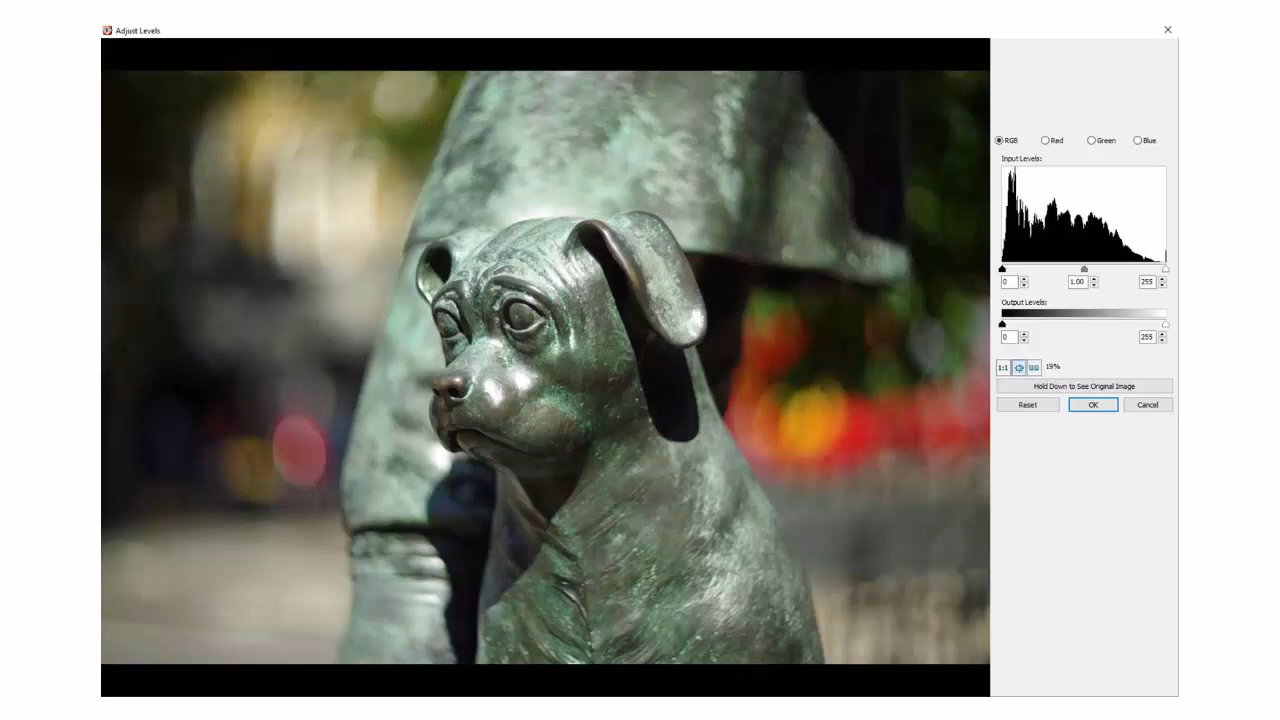 Adjust Levels
RGB Red Green Blue
Input Levels:
0 1.00 255
Output Levels:
0 255
1:1 19%
Hold Down to See Original Image
Reset OK Cancel